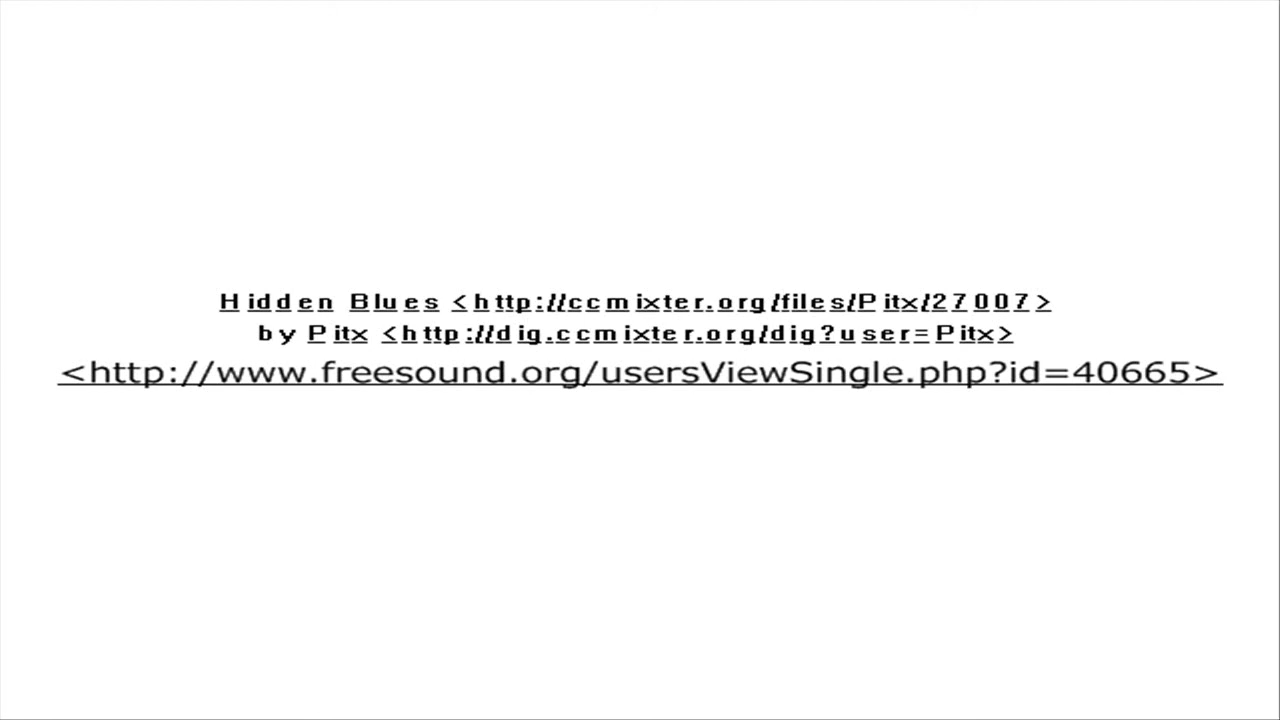 Hidden Blues <http://ccmixter.org/files/Pitx/27007>
by Pitx <http://dig.ccmixter.org/dig?user=Pitx>
<http://www.freesound.org/usersViewSingle.php?id=40665>